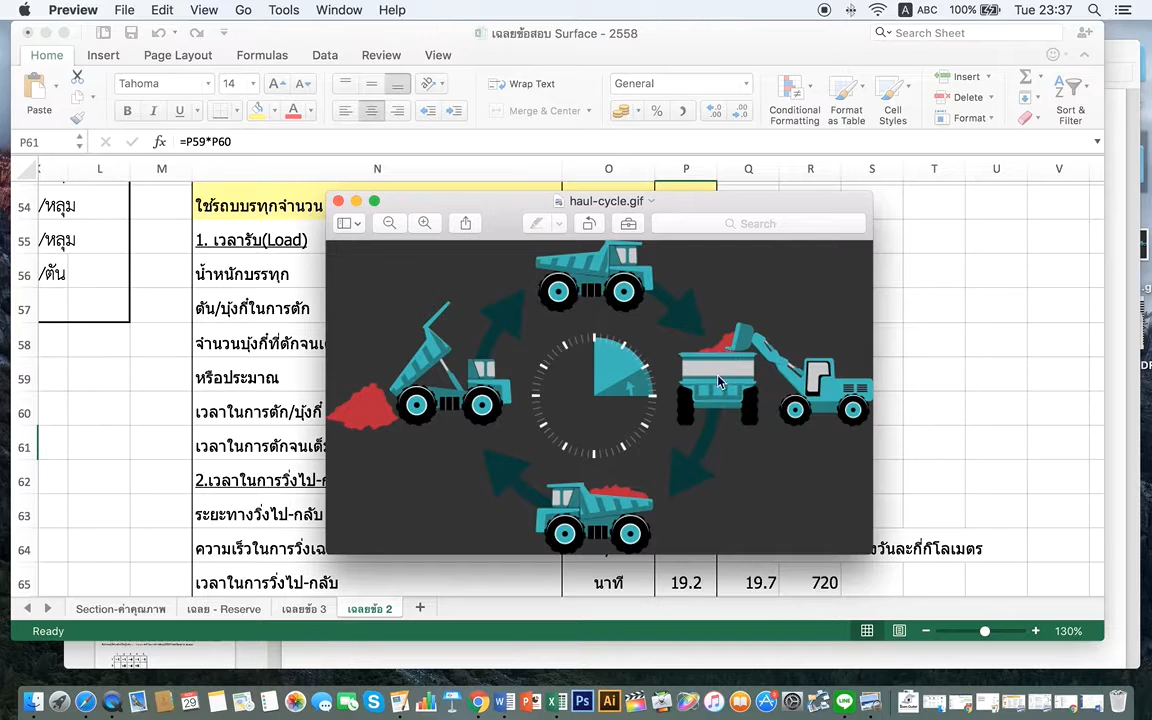 Preview File Edit View Go Tools Window Help A ABC 100% Tue 23:37
เฉลยข้อสอบ Surface - 2558
Search Sheet
Home Insert Page Layout Formulas Data Review View
Paste
Tahoma 14
Wrap Text
General
Insert
Delete
Format
B I U
Merge & Center
Conditional Formatting
Format as Table
Cell Styles
Sort & Filter
P61 fx =P59*P60
L M N O P Q R S T U V
54 /หลุม ใช้รถบบรทุกจำนวน
haul-cycle.gif
Search
55 /หลุม 1. เวลารับ(Load)
56 /ตัน น้ำหนักบรรทุก
57 ตัน/บุ้งกี๋ในการตัก
58 จำนวนบุ้งกี๋ที่ตักจนเ
59 หรือประมาณ
60 เวลาในการตัก/บุ้งกี๋
61 เวลาในการตักจนเต็
62 2.เวลาในการวิ่งไป-ก
63 ระยะทางวิ่งไป-กลับ
64 ความเร็วในการวิ่งเฉ งวันละกี่กิโลเมตร
65 เวลาในการวิ่งไป-กลับ นาที 19.2 19.7 720
Section-ค่าคุณภาพ เฉลย - Reserve เฉลยข้อ 3 เฉลยข้อ 2 +
Ready 130%